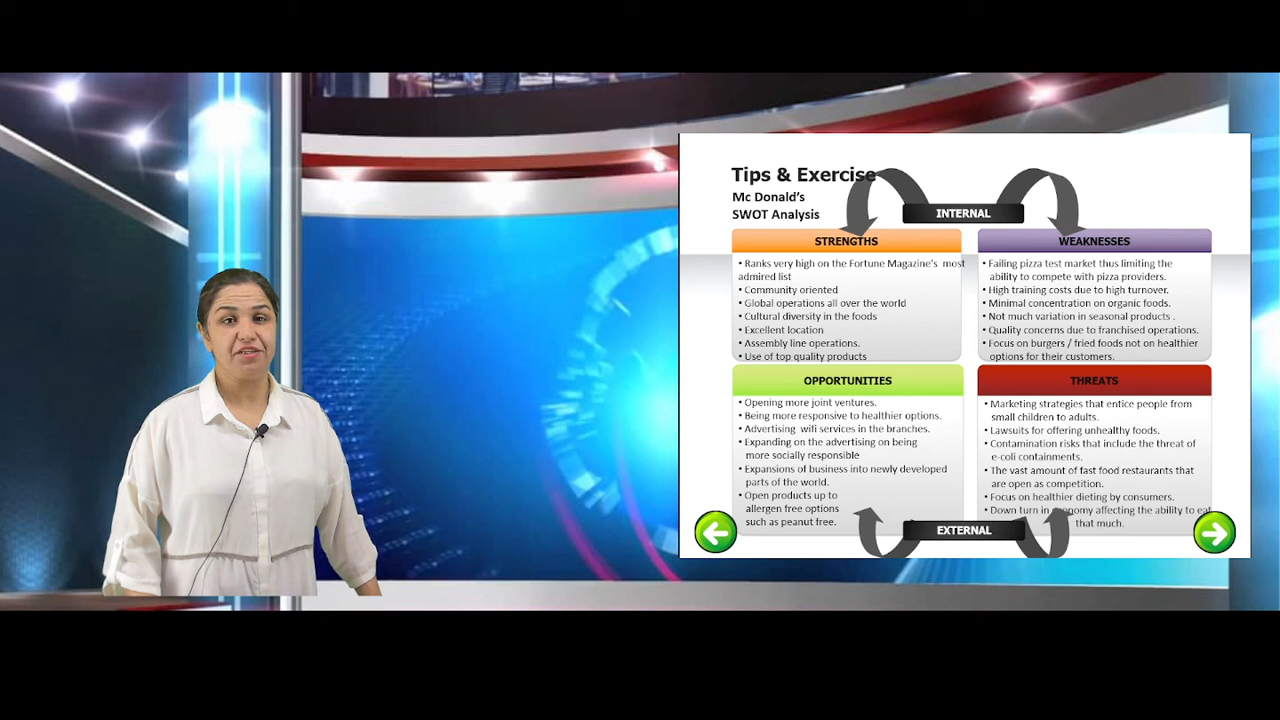 Tips & Exercise
Mc Donald's
SWOT Analysis
INTERNAL
STRENGTHS
• Ranks very high on the Fortune Magazine's most
admired list
• Community oriented
• Global operations all over the world
• Cultural diversity in the foods
• Excellent location
• Assembly line operations.
• Use of top quality products
WEAKNESSES
• Failing pizza test market thus limiting the
ability to compete with pizza providers.
• High training costs due to high turnover.
• Minimal concentration on organic foods.
• Not much variation in seasonal products .
• Quality concerns due to franchised operations.
• Focus on burgers / fried foods not on healthier
options for their customers.
OPPORTUNITIES
• Opening more joint ventures.
• Being more responsive to healthier options.
• Advertising wifi services in the branches.
• Expanding on the advertising on being
more socially responsible
• Expansions of business into newly developed
parts of the world.
• Open products up to
allergen free options
such as peanut free.
THREATS
• Marketing strategies that entice people from
small children to adults.
• Lawsuits for offering unhealthy foods.
• Contamination risks that include the threat of
e-coli containments.
• The vast amount of fast food restaurants that
are open as competition.
• Focus on healthier dieting by consumers.
• Down turn in economy affecting the ability to eat
that much.
EXTERNAL